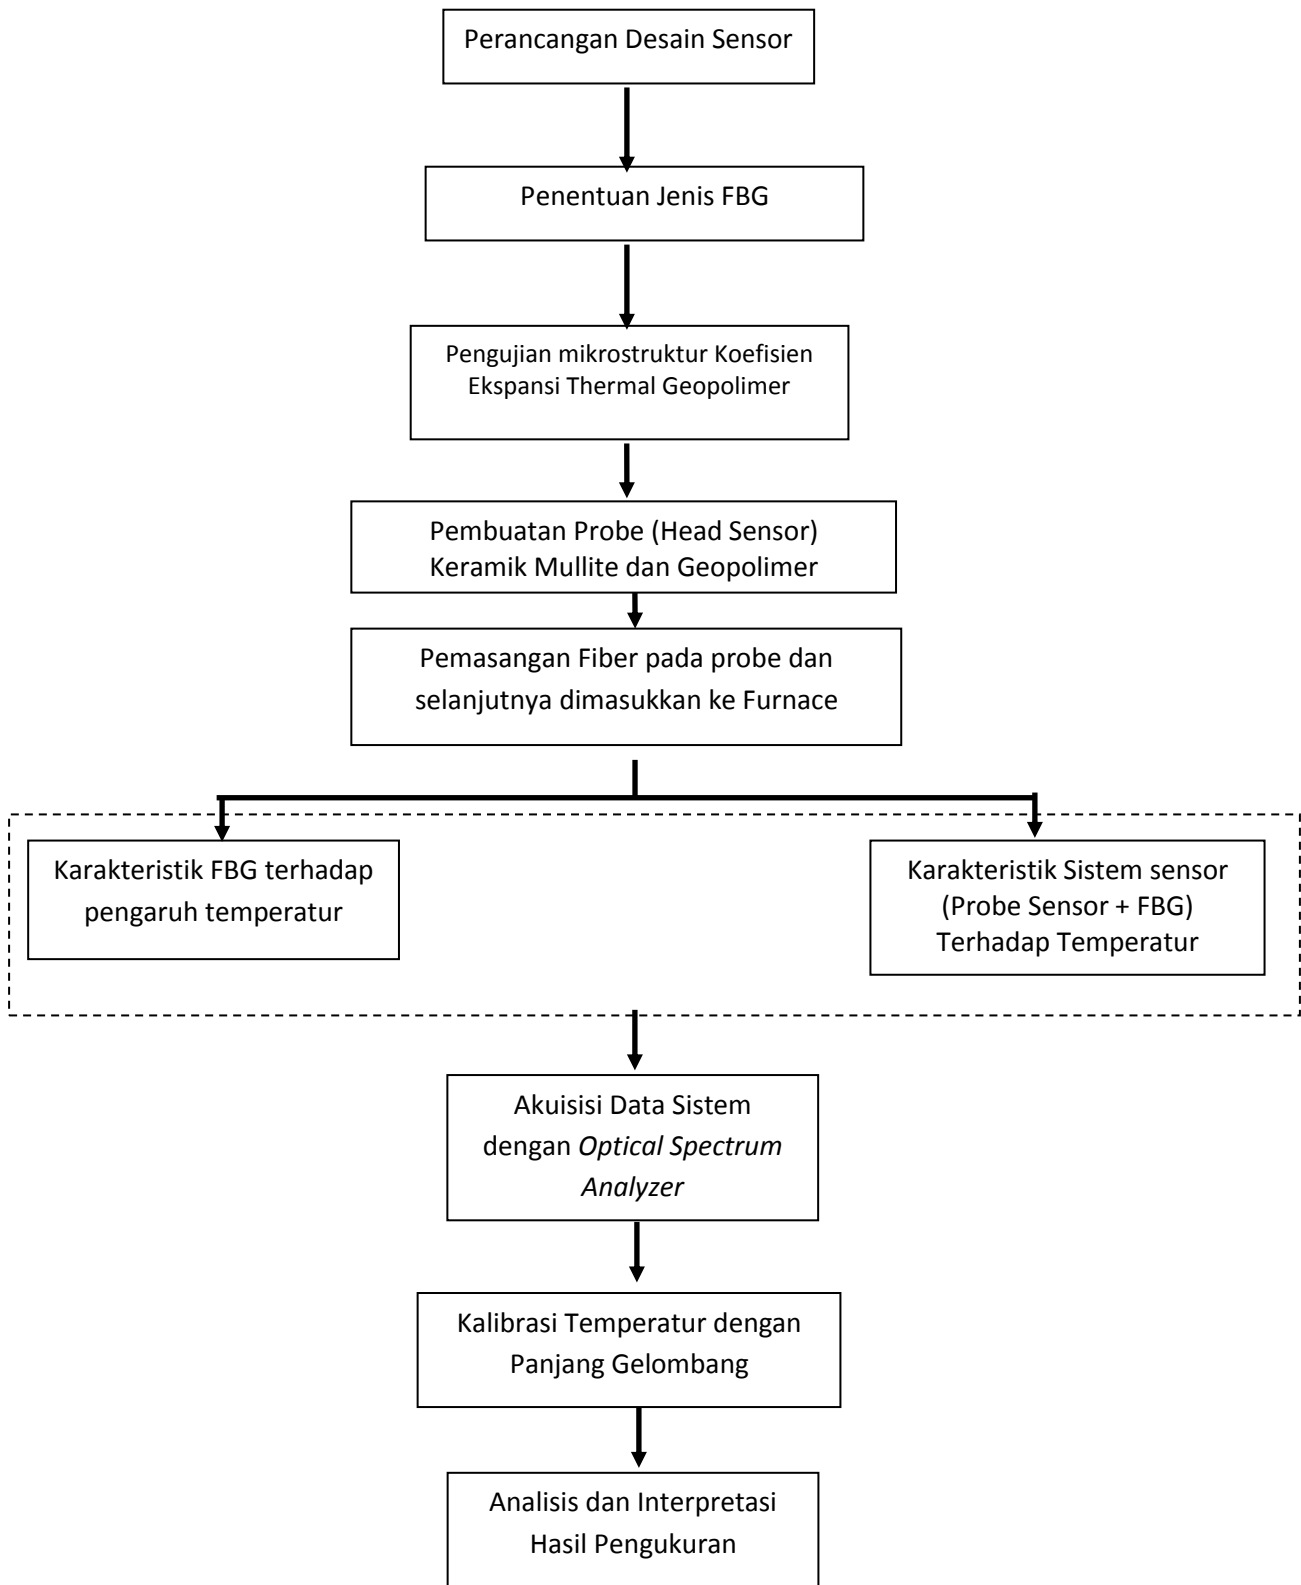 Perancangan Desain Sensor
Penentuan Jenis FBG
Pengujian mikrostruktur Koefisien
Ekspansi Thermal Geopolimer
Pembuatan Probe (Head Sensor)
Keramik Mullite dan Geopolimer
Pemasangan Fiber pada probe dan
selanjutnya dimasukkan ke Furnace
Karakteristik FBG terhadap
pengaruh temperatur
Karakteristik Sistem sensor
(Probe Sensor + FBG)
Terhadap Temperatur
Akuisisi Data Sistem
dengan Optical Spectrum
Analyzer
Kalibrasi Temperatur dengan
Panjang Gelombang
Analisis dan Interpretasi
Hasil Pengukuran